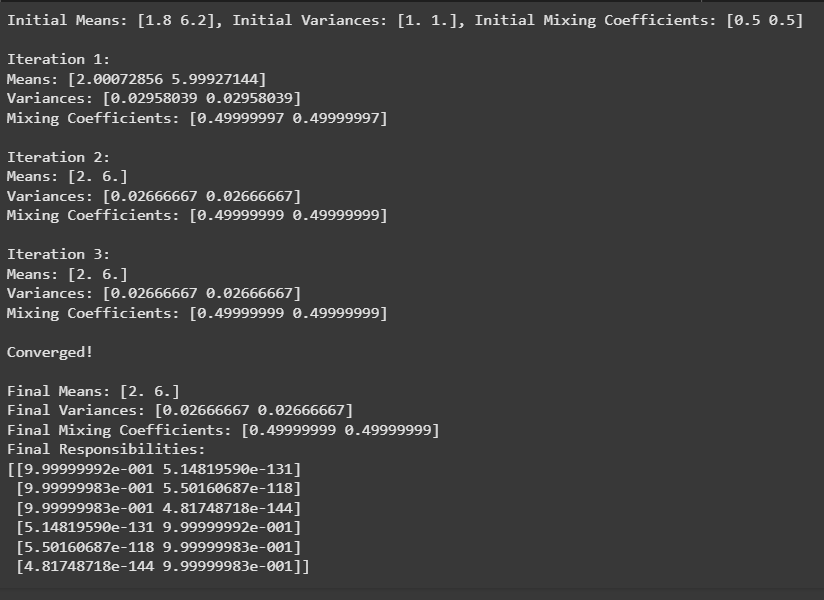 Initial Means: [1.8 6.2], Initial Variances: [1. 1.], Initial Mixing Coefficients: [0.5 0.5]
Iteration 1:
Means: [2.00072856 5.99927144]
Variances: [0.02958039 0.02958039]
Mixing Coefficients: [0.49999997 0.49999997]
Iteration 2:
Means: [2. 6.]
Variances: [0.02666667 0.02666667]
Mixing Coefficients: [0.49999999 0.49999999]
Iteration 3:
Means: [2. 6.]
Variances: [0.02666667 0.02666667]
Mixing Coefficients: [0.49999999 0.49999999]
Converged!
Final Means: [2. 6.]
Final Variances: [0.02666667 0.02666667]
Final Mixing Coefficients: [0.49999999 0.49999999]
Final Responsibilities:
[[9.99999992e-001 5.14819590e-131]
[9.99999983e-001 5.50160687e-118]
[9.99999983e-001 4.81748718e-144]
[5.14819590e-131 9.99999992e-001]
[5.50160687e-118 9.99999983e-001]
[4.81748718e-144 9.99999983e-001]]